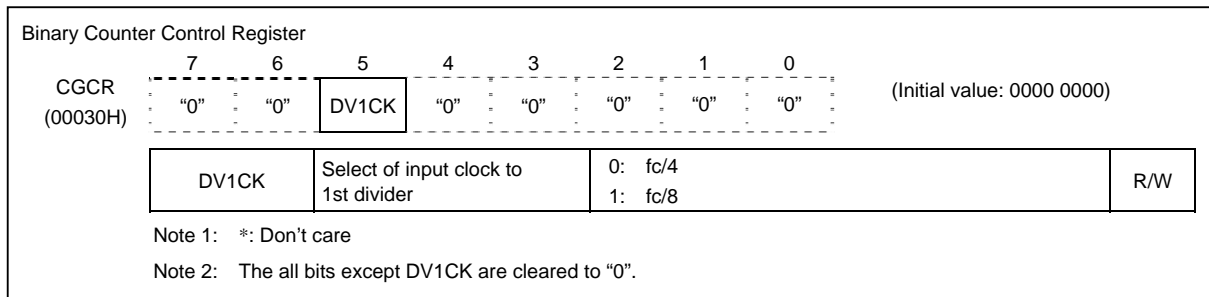 Binary Counter Control Register
7 6 5 4 3 2 1 0
CGCR (00030H) “0” “0” DV1CK “0” “0” “0” “0” “0” (Initial value: 0000 0000)
DV1CK Select of input clock to 1st divider 0: fc/4 R/W
1: fc/8
Note 1: *: Don’t care
Note 2: The all bits except DV1CK are cleared to “0”.